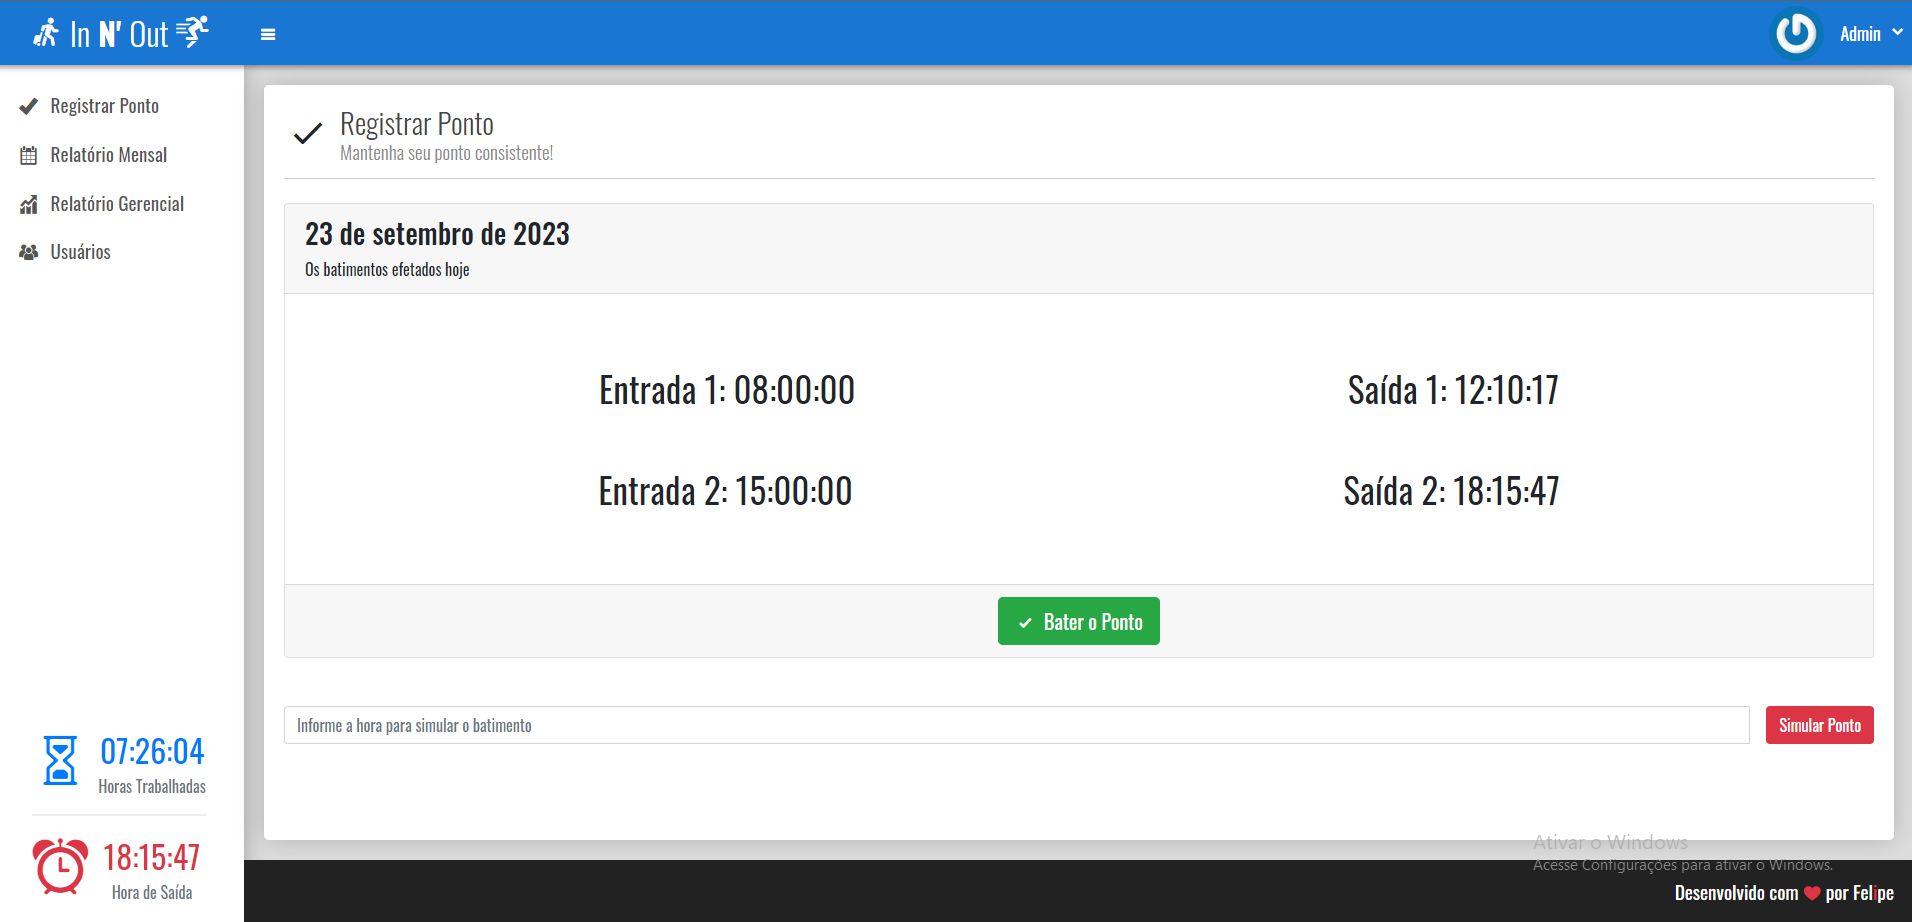 In N' Out
Admin
Registrar Ponto
Relatório Mensal
Relatório Gerencial
Usuários
Registrar Ponto
Mantenha seu ponto consistente!
23 de setembro de 2023
Os batimentos efetados hoje
Entrada 1: 08:00:00
Saída 1: 12:10:17
Entrada 2: 15:00:00
Saída 2: 18:15:47
Bater o Ponto
Informe a hora para simular o batimento
Simular Ponto
07:26:04
Horas Trabalhadas
18:15:47
Hora de Saída
Ativar o Windows
Acesse Configurações para ativar o Windows.
Desenvolvido com ❤ por Felipe